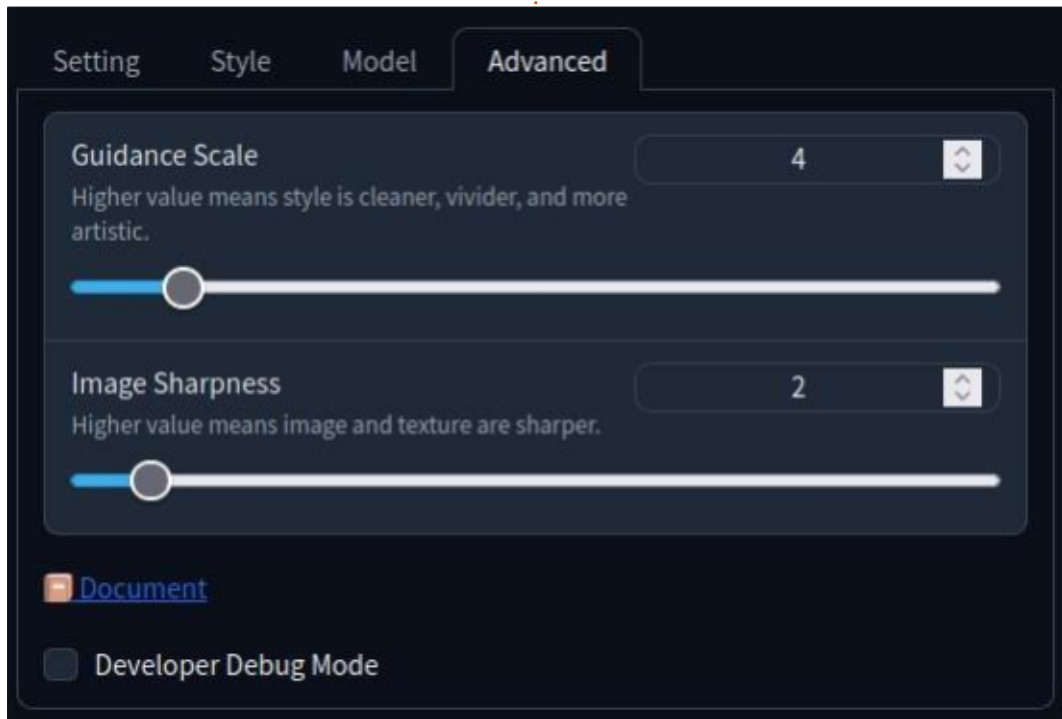 Setting Style Model Advanced
Guidance Scale 4
Higher value means style is cleaner, vivider, and more
artistic.
Image Sharpness 2
Higher value means image and texture are sharper.
Document
Developer Debug Mode